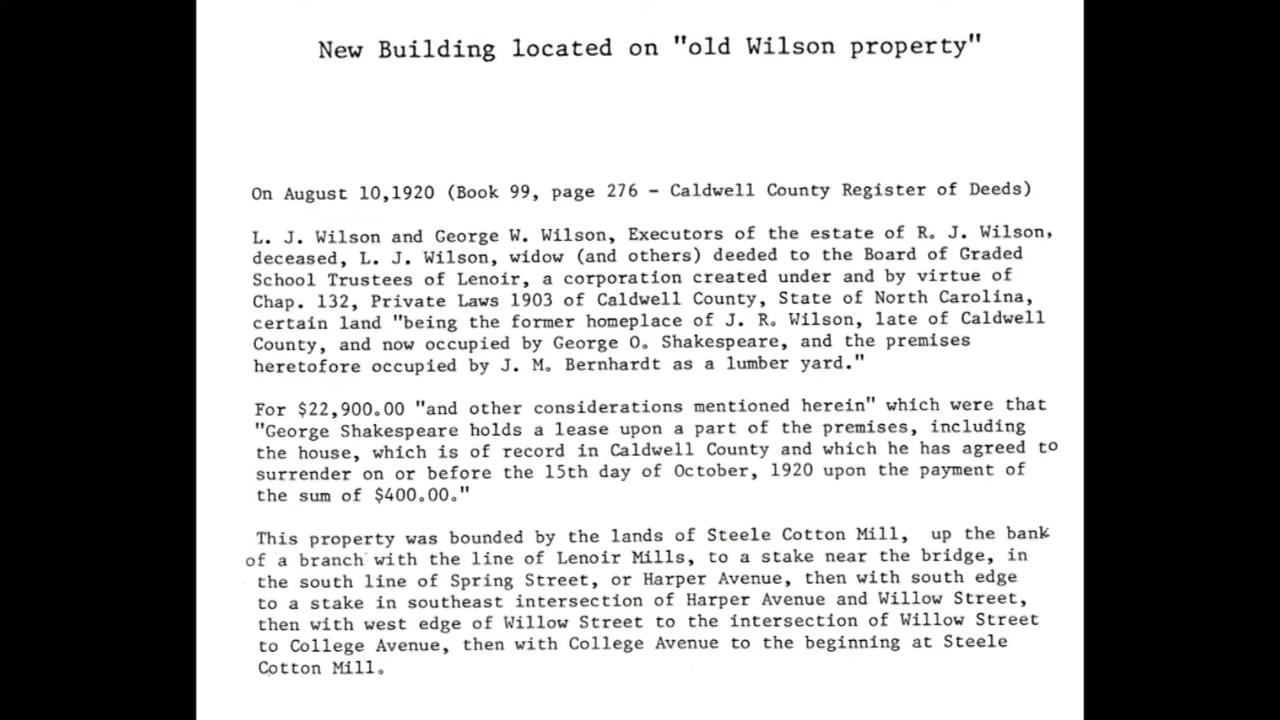 New Building located on "old Wilson property"
On August 10,1920 (Book 99, page 276 - Caldwell County Register of Deeds)
L. J. Wilson and George W. Wilson, Executors of the estate of R. J. Wilson,
deceased, L. J. Wilson, widow (and others) deeded to the Board of Graded
School Trustees of Lenoir, a corporation created under and by virtue of
Chap. 132, Private Laws 1903 of Caldwell County, State of North Carolina,
certain land "being the former homeplace of J. R. Wilson, late of Caldwell
County, and now occupied by George O. Shakespeare, and the premises
heretofore occupied by J. M. Bernhardt as a lumber yard."
For $22,900.00 "and other considerations mentioned herein" which were that
"George Shakespeare holds a lease upon a part of the premises, including
the house, which is of record in Caldwell County and which he has agreed to
surrender on or before the 15th day of October, 1920 upon the payment of
the sum of $400.00."
This property was bounded by the lands of Steele Cotton Mill, up the bank
of a branch with the line of Lenoir Mills, to a stake near the bridge, in
the south line of Spring Street, or Harper Avenue, then with south edge
to a stake in southeast intersection of Harper Avenue and Willow Street,
then with west edge of Willow Street to the intersection of Willow Street
to College Avenue, then with College Avenue to the beginning at Steele
Cotton Mill.